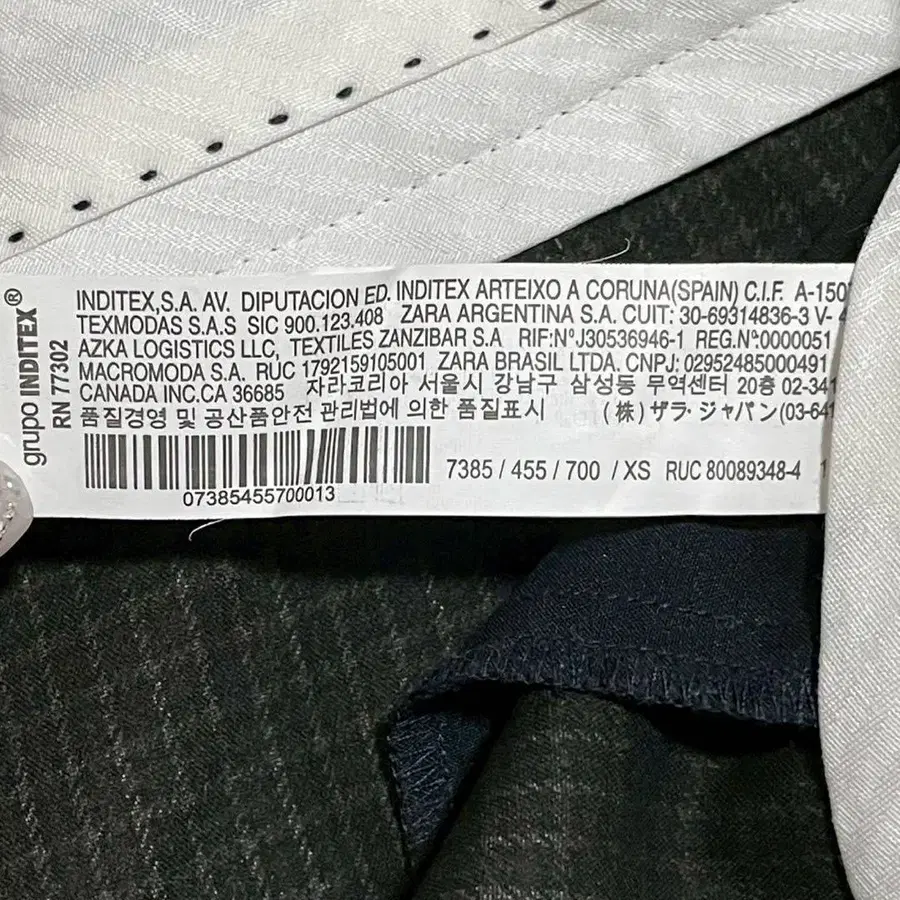 grupo INDITEX®
RN 77302
INDITEX,S.A. AV. DIPUTACION ED. INDITEX ARTEIXO A CORUNA(SPAIN) C.I.F. A-150
TEXMODAS S.A.S SIC 900.123.408 ZARA ARGENTINA S.A. CUIT: 30-69314836-3 V-
AZKA LOGISTICS LLC, TEXTILES ZANZIBAR S.A RIF:Nº J30536946-1 REG.Nº:0000051
MACROMODA S.A. RUC 1792159105001 ZARA BRASIL LTDA. CNPJ: 02952485000491
CANADA INC.CA 36685 자라코리아 서울시 강남구 삼성동 무역센터 20층 02-341
품질경영 및 공산품안전 관리법에 의한 품질표시 (株) ザラ・ジャパン(03-641
7385 / 455 / 700 / XS RUC 80089348-4 1
07385455700013